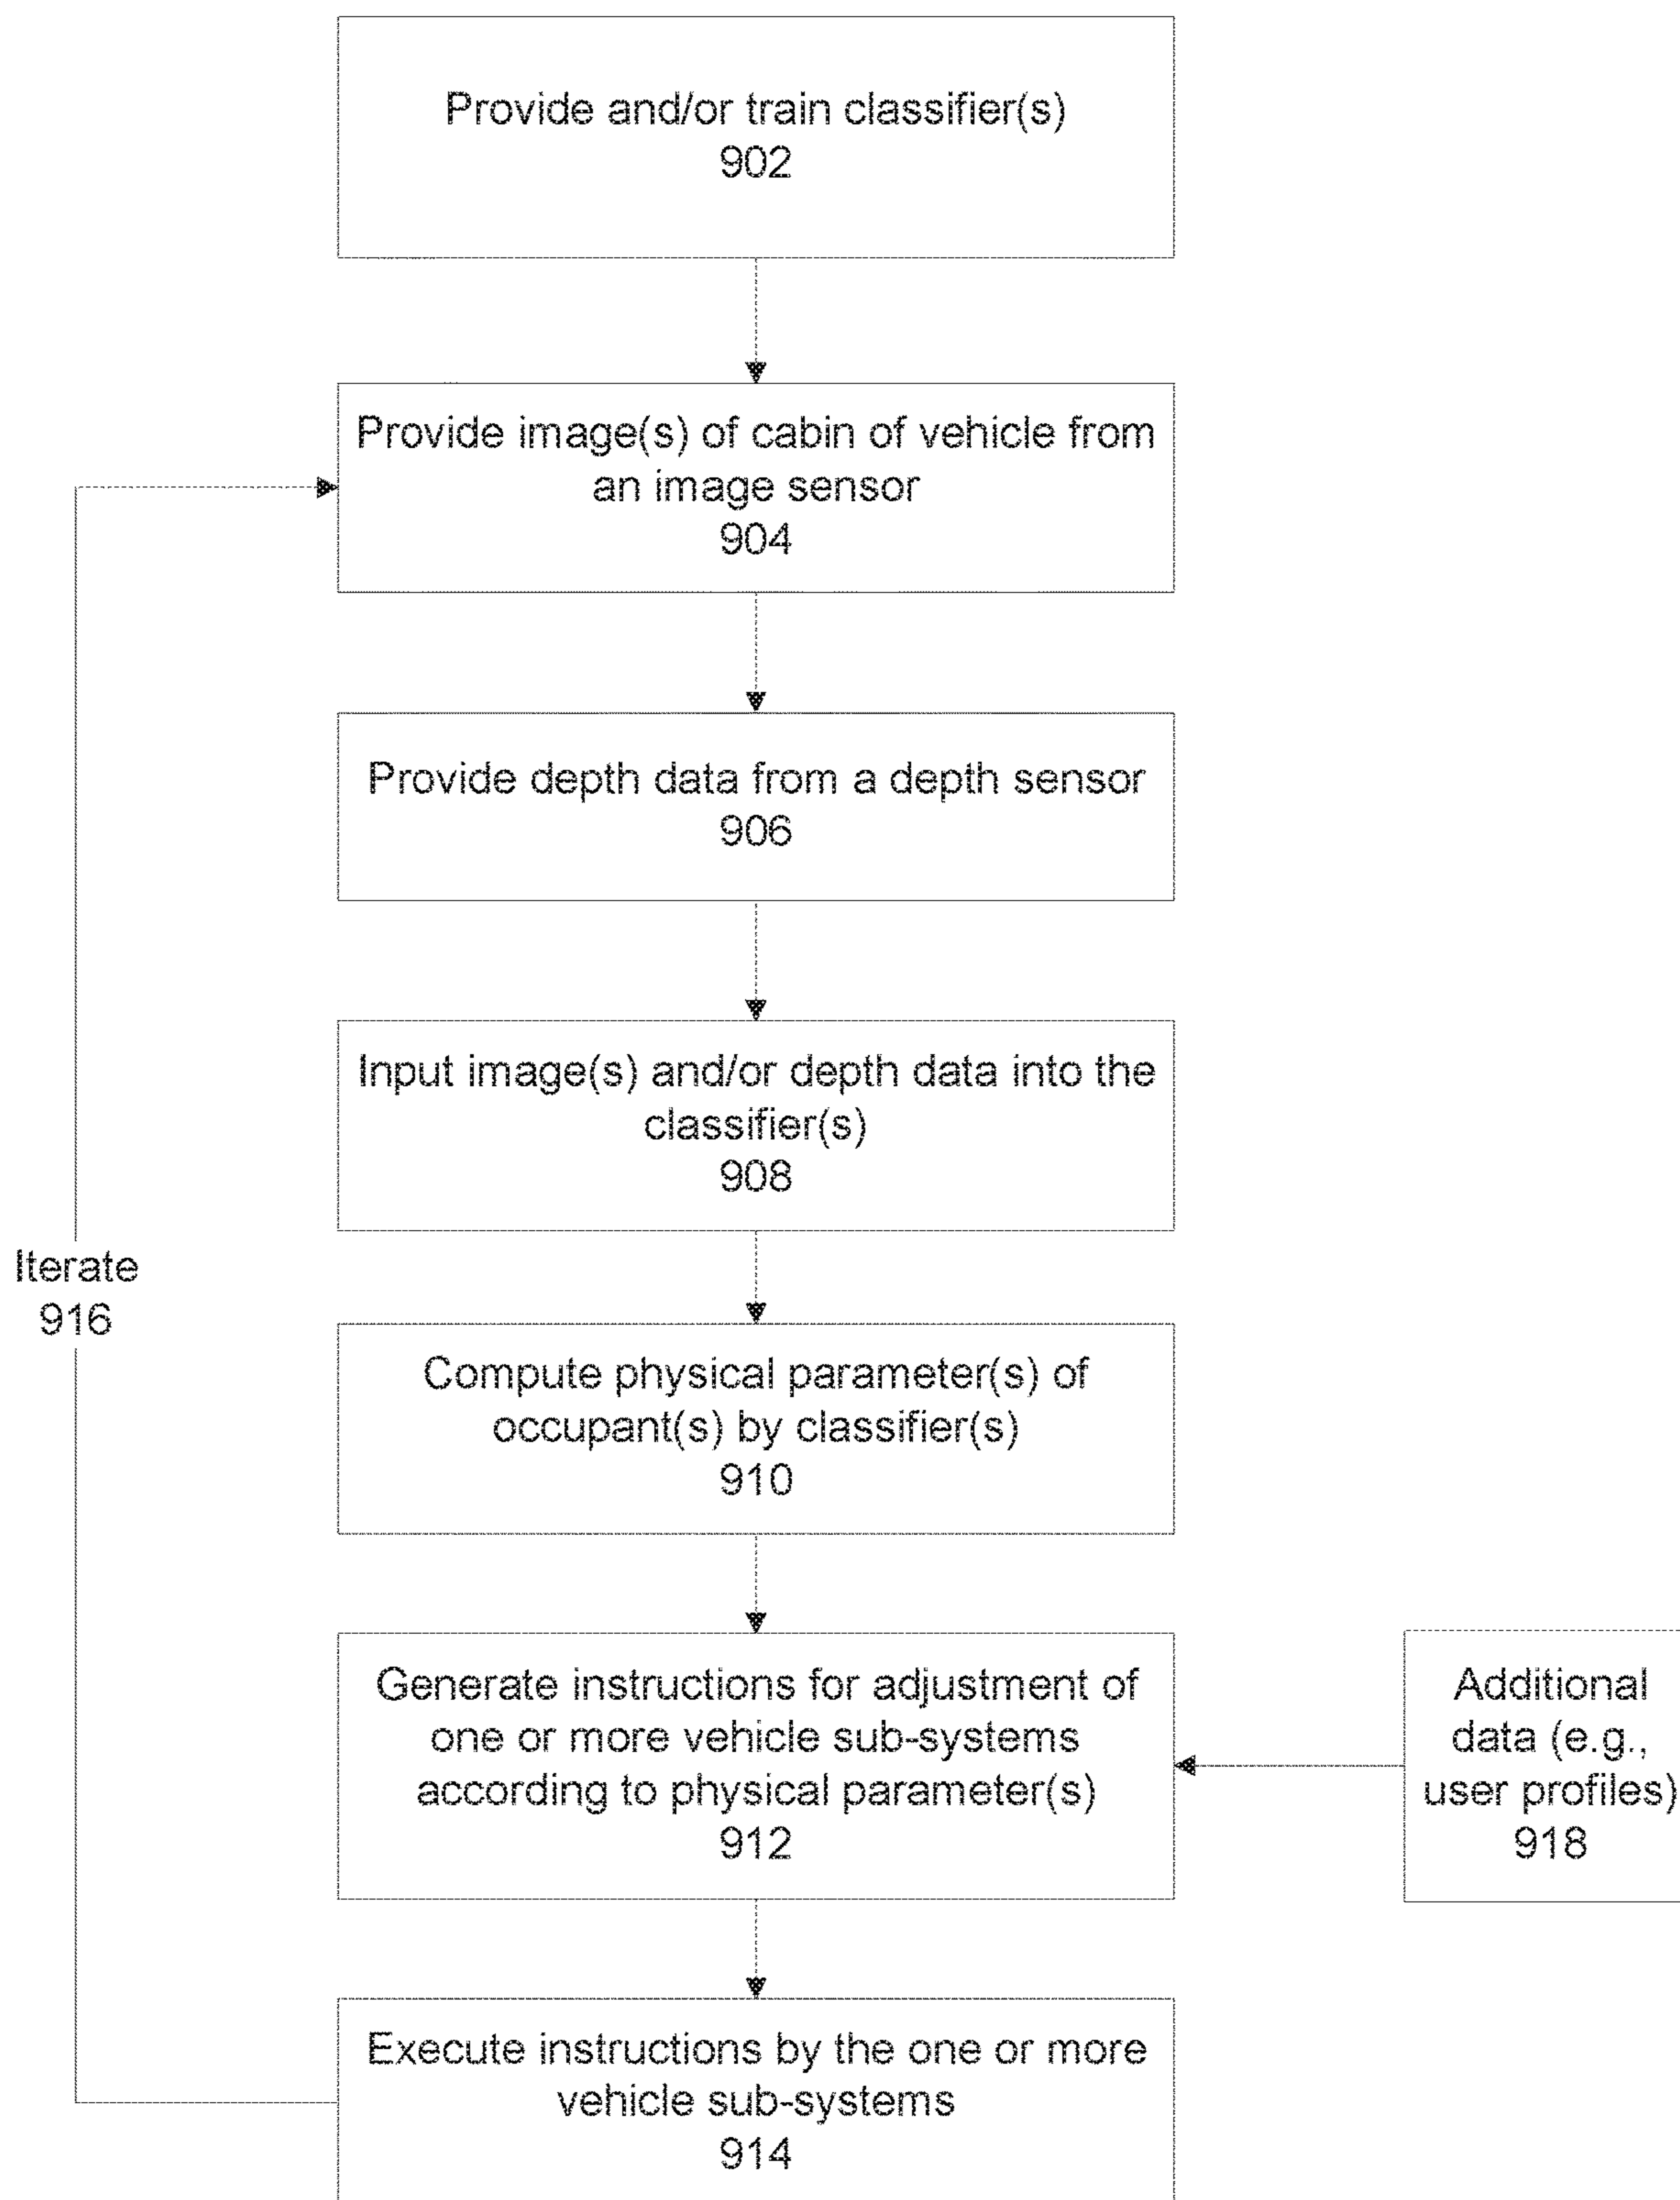 Provide and/or train classifier(s)
902
Provide image(s) of cabin of vehicle from
an image sensor
904
Provide depth data from a depth sensor
906
Input image(s) and/or depth data into the
classifier(s)
908
Iterate
916
Compute physical parameter(s) of
occupant(s) by classifier(s)
910
Generate instructions for adjustment of
one or more vehicle sub-systems
according to physical parameter(s)
912
Additional
data (e.g.,
user profiles)
918
Execute instructions by the one or more
vehicle sub-systems
914